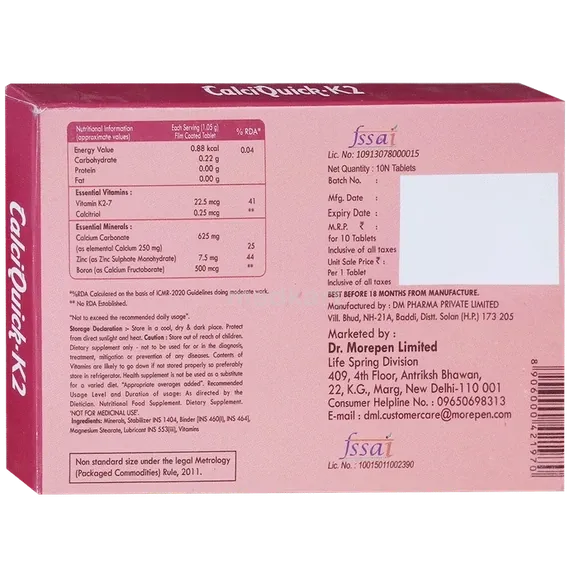 CalciQuick-K2
CalciQuick-K2
Nutritional Information
(approximate values)
Each Serving (1.05 g)
Film Coated Tablet
% RDA*
Energy Value 0.88 kcal 0.04
Carbohydrate 0.22 g
Protein 0.00 g
Fat 0.00 g
Essential Vitamins :
Vitamin K2-7 22.5 mcg 41
Calcitriol 0.25 mcg **
Essential Minerals :
Calcium Carbonate 625 mg
(as elemental Calcium 250 mg) 25
Zinc (as Zinc Sulphate Monohydrate) 7.5 mg 44
Boron (as Calcium Fructoborate) 500 mcg **
*%RDA Calculated on the basis of ICMR-2020 Guidelines doing moderate work.
** No RDA Established.
"Not to exceed the recommended daily usage".
Storage Declaration :- Store in a cool, dry & dark place. Protect
from direct sunlight and heat. Caution : Store out of reach of children.
Dietary supplement only - not to be used for or in the diagnosis,
treatment, mitigation or prevention of any diseases. Contents of
Vitamins are likely to go down if not stored properly to preferably
store in refrigerator. Health supplement is not be used as a substitute
for a varied diet. "Appropriate overages added". Recommended
Usage Level and Duration of usage: As directed by the
Dietician. Nutritional Food Supplement. Dietary Supplement.
'NOT FOR MEDICINAL USE'.
Ingredients: Minerals, Stabilizer INS 1404, Binder [INS 460(i), INS 464],
Magnesium Stearate, Lubricant INS 553(iii), Vitamins
Non standard size under the legal Metrology
(Packaged Commodities) Rule, 2011.
fssai
Lic. No: 10913078000015
Net Quantity : 10N Tablets
Batch No. :
Mfg. Date :
Expiry Date :
M.R.P. ₹ :
for 10 Tablets
Inclusive of all taxes
Unit Sale Price ₹ :
Per 1 Tablet
Inclusive of all taxes
BEST BEFORE 18 MONTHS FROM MANUFACTURE.
Manufactured by : DM PHARMA PRIVATE LIMITED
Vill. Bhud, NH-21A, Baddi, Distt. Solan (H.P.) 173 205
Marketed by :
Dr. Morepen Limited
Life Spring Division
409, 4th Floor, Antriksh Bhawan,
22, K.G., Marg, New Delhi-110 001
Consumer Helpline No. : 09650698313
E-mail : dml.customercare@morepen.com
fssai
Lic. No. : 10015011002390
8906000421970